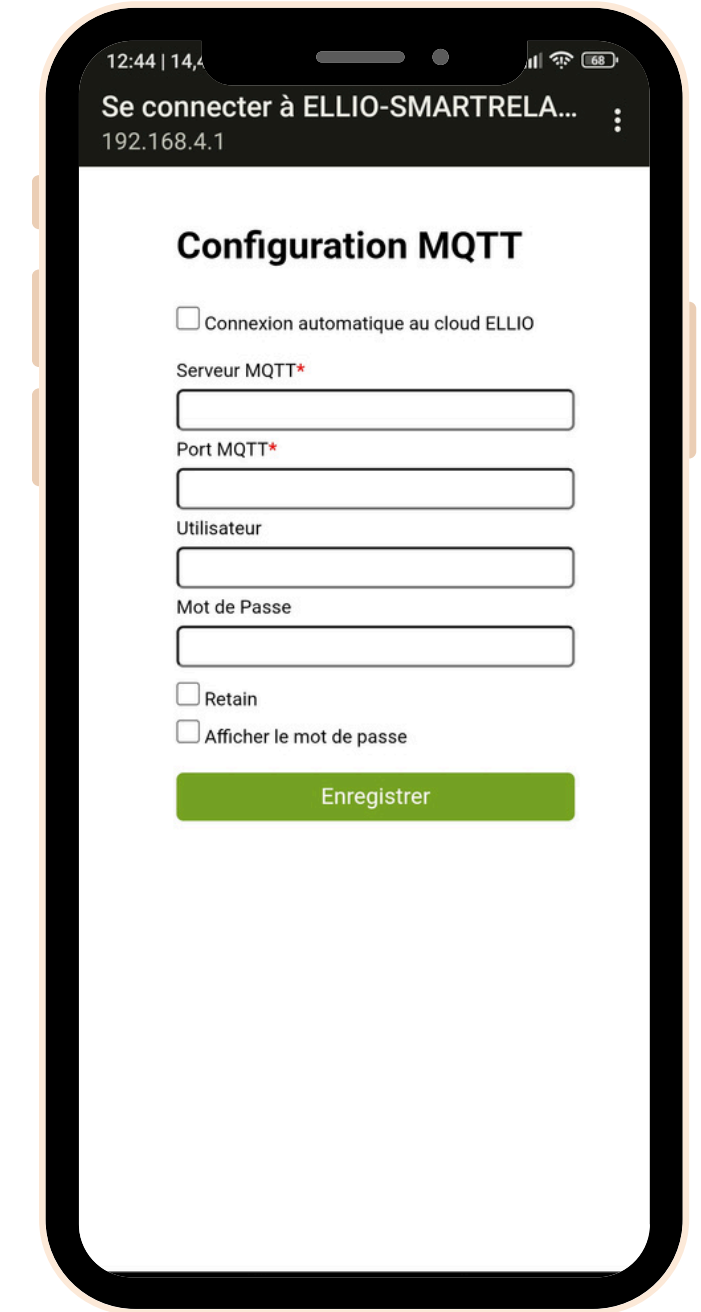 12:44 | 14,4
68
Se connecter à ELLIO-SMARTRELA...
192.168.4.1
Configuration MQTT
Connexion automatique au cloud ELLIO
Serveur MQTT*
Port MQTT*
Utilisateur
Mot de Passe
Retain
Afficher le mot de passe
Enregistrer